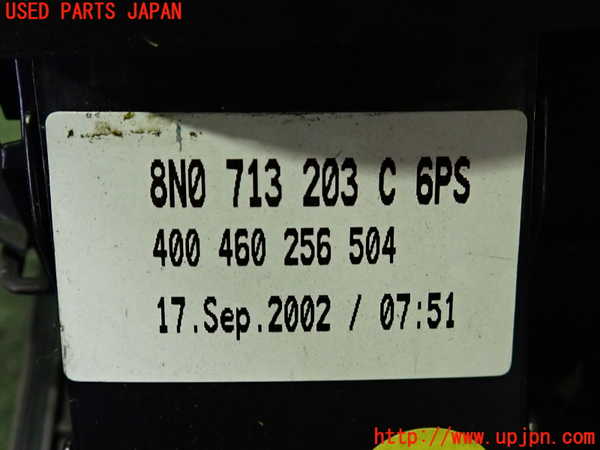 USED PARTS JAPAN
8N0 713 203 C 6PS
400 460 256 504
17.Sep.2002 / 07:51
http://www.upjpn.com